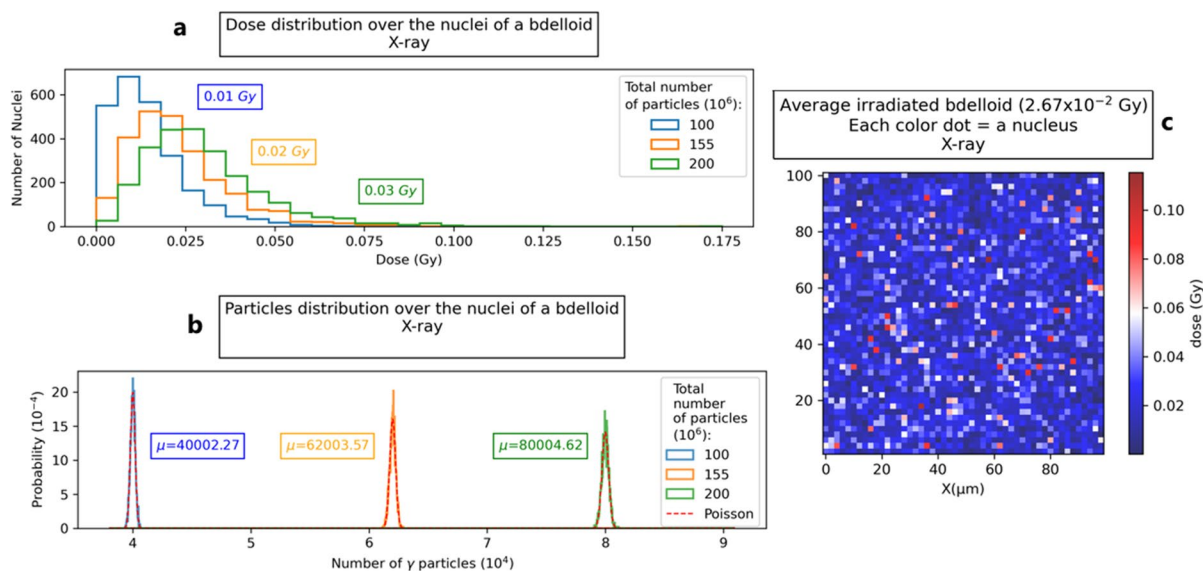 a
Dose distribution over the nuclei of a bdelloid
X-ray
Number of Nuclei
600
400
200
0
0.01 Gy
0.02 Gy
0.03 Gy
Total number
of particles (10⁶):
100
155
200
0.000 0.025 0.050 0.075 0.100 0.125 0.150 0.175
Dose (Gy)
b
Particles distribution over the nuclei of a bdelloid
X-ray
Probability (10⁻⁴)
20
15
10
5
0
μ=40002.27
μ=62003.57
μ=80004.62
Total
number
of particles
(10⁶):
100
155
200
Poisson
4 5 6 7 8 9
Number of γ particles (10⁴)
Average irradiated bdelloid (2.67x10⁻² Gy)
Each color dot = a nucleus
X-ray
c
100
80
60
40
20
0 20 40 60 80
X(μm)
0.10
0.08
0.06
0.04
0.02
dose (Gy)